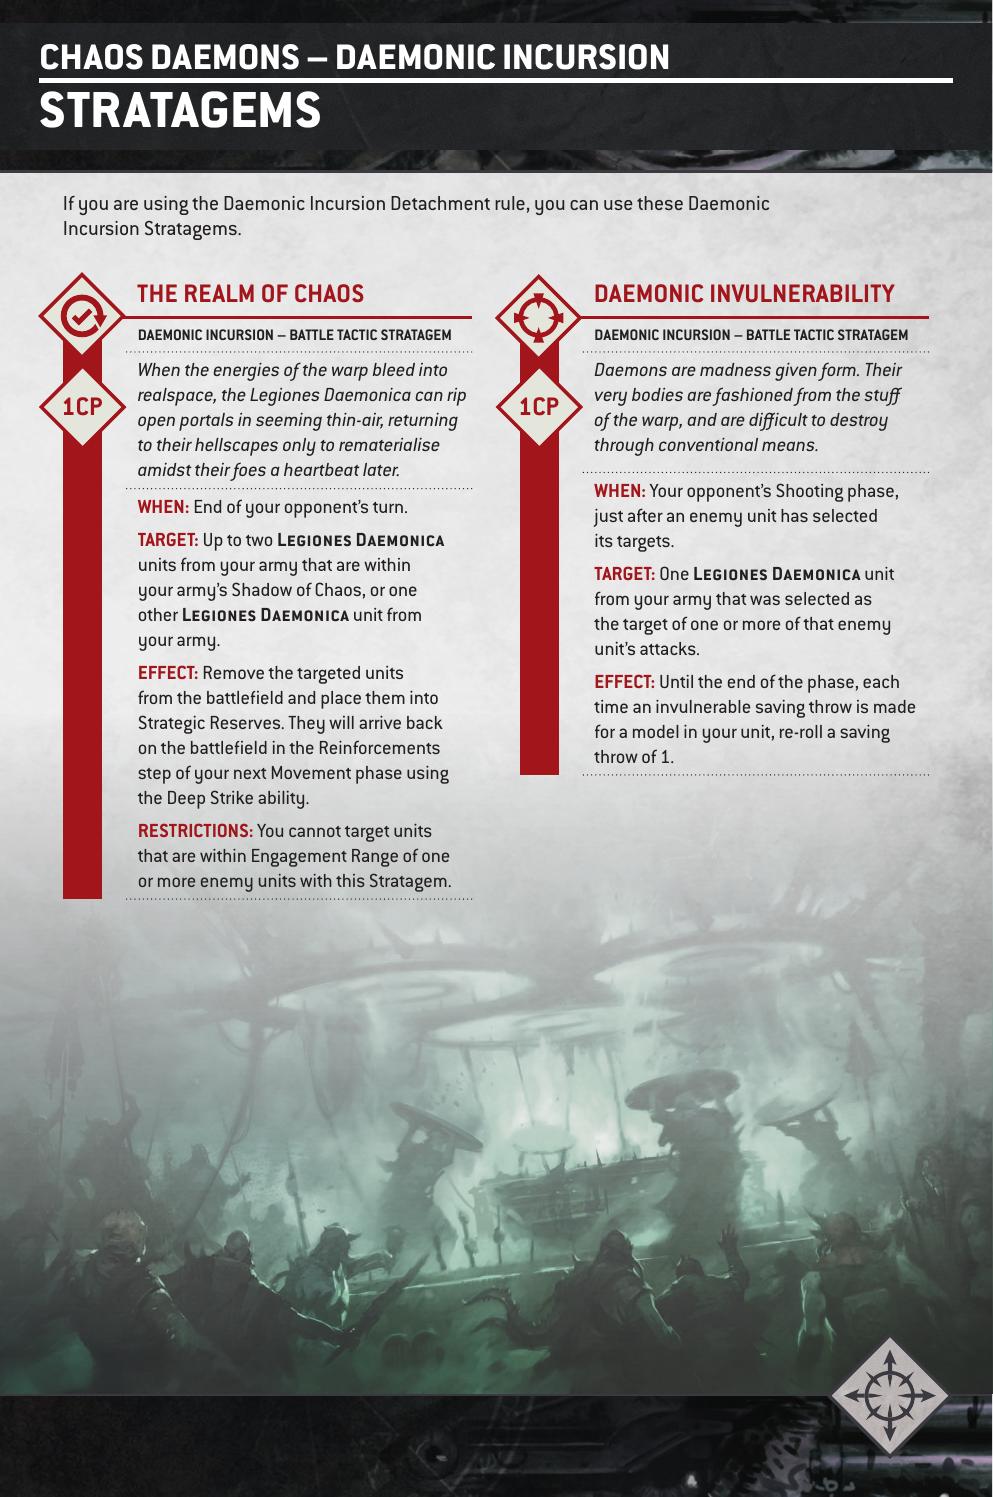 CHAOS DAEMONS – DAEMONIC INCURSION
STRATAGEMS
If you are using the Daemonic Incursion Detachment rule, you can use these Daemonic
Incursion Stratagems.
THE REALM OF CHAOS
DAEMONIC INCURSION – BATTLE TACTIC STRATAGEM
When the energies of the warp bleed into
realspace, the Legiones Daemonica can rip
open portals in seeming thin-air, returning
to their hellscapes only to rematerialise
amidst their foes a heartbeat later.
1CP
WHEN: End of your opponent's turn.
TARGET: Up to two LEGIONES DAEMONICA
units from your army that are within
your army's Shadow of Chaos, or one
other LEGIONES DAEMONICA unit from
your army.
EFFECT: Remove the targeted units
from the battlefield and place them into
Strategic Reserves. They will arrive back
on the battlefield in the Reinforcements
step of your next Movement phase using
the Deep Strike ability.
RESTRICTIONS: You cannot target units
that are within Engagement Range of one
or more enemy units with this Stratagem.
DAEMONIC INVULNERABILITY
DAEMONIC INCURSION – BATTLE TACTIC STRATAGEM
Daemons are madness given form. Their
very bodies are fashioned from the stuff
of the warp, and are difficult to destroy
through conventional means.
1CP
WHEN: Your opponent's Shooting phase,
just after an enemy unit has selected
its targets.
TARGET: One LEGIONES DAEMONICA unit
from your army that was selected as
the target of one or more of that enemy
unit's attacks.
EFFECT: Until the end of the phase, each
time an invulnerable saving throw is made
for a model in your unit, re-roll a saving
throw of 1.